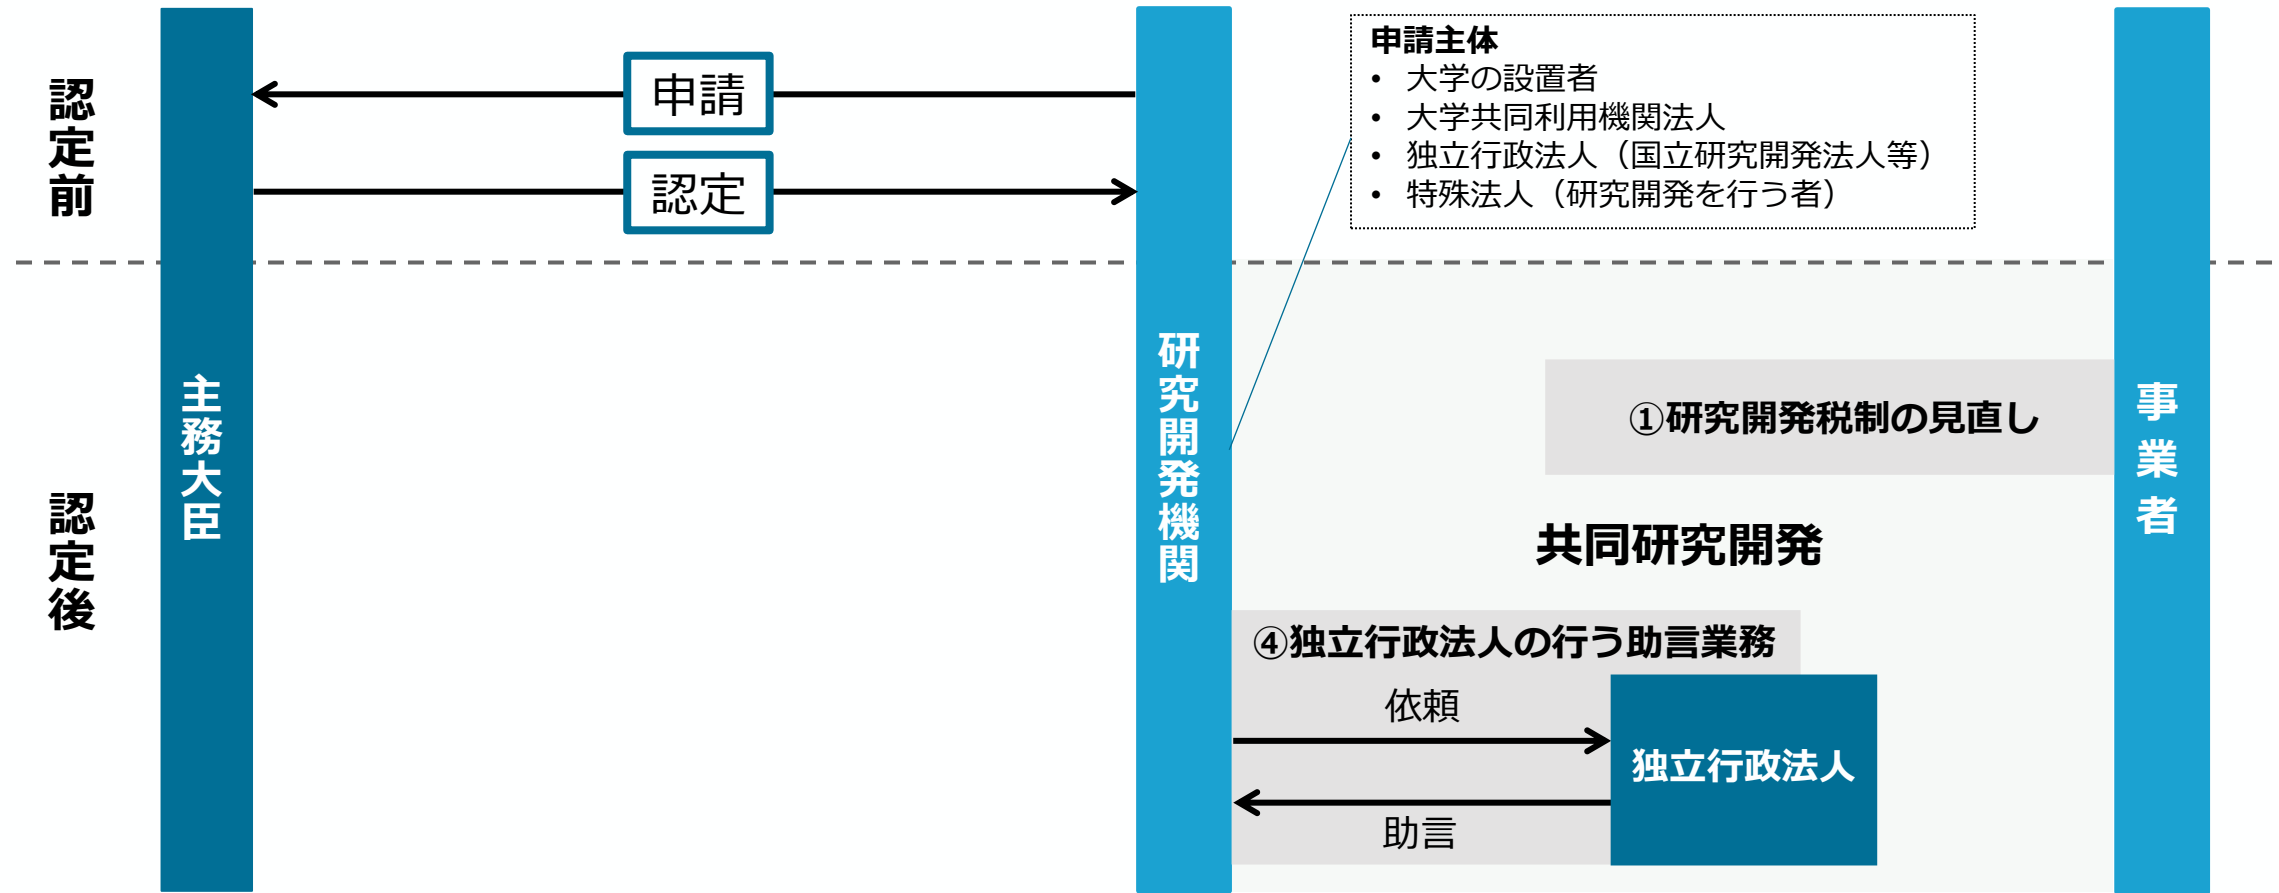 認定前
申請
認定
申請主体
• 大学の設置者
• 大学共同利用機関法人
• 独立行政法人（国立研究開発法人等）
• 特殊法人（研究開発を行う者）
認定後
主務大臣
研究開発機関
事業者
①研究開発税制の見直し
共同研究開発
④独立行政法人の行う助言業務
依頼
独立行政法人
助言